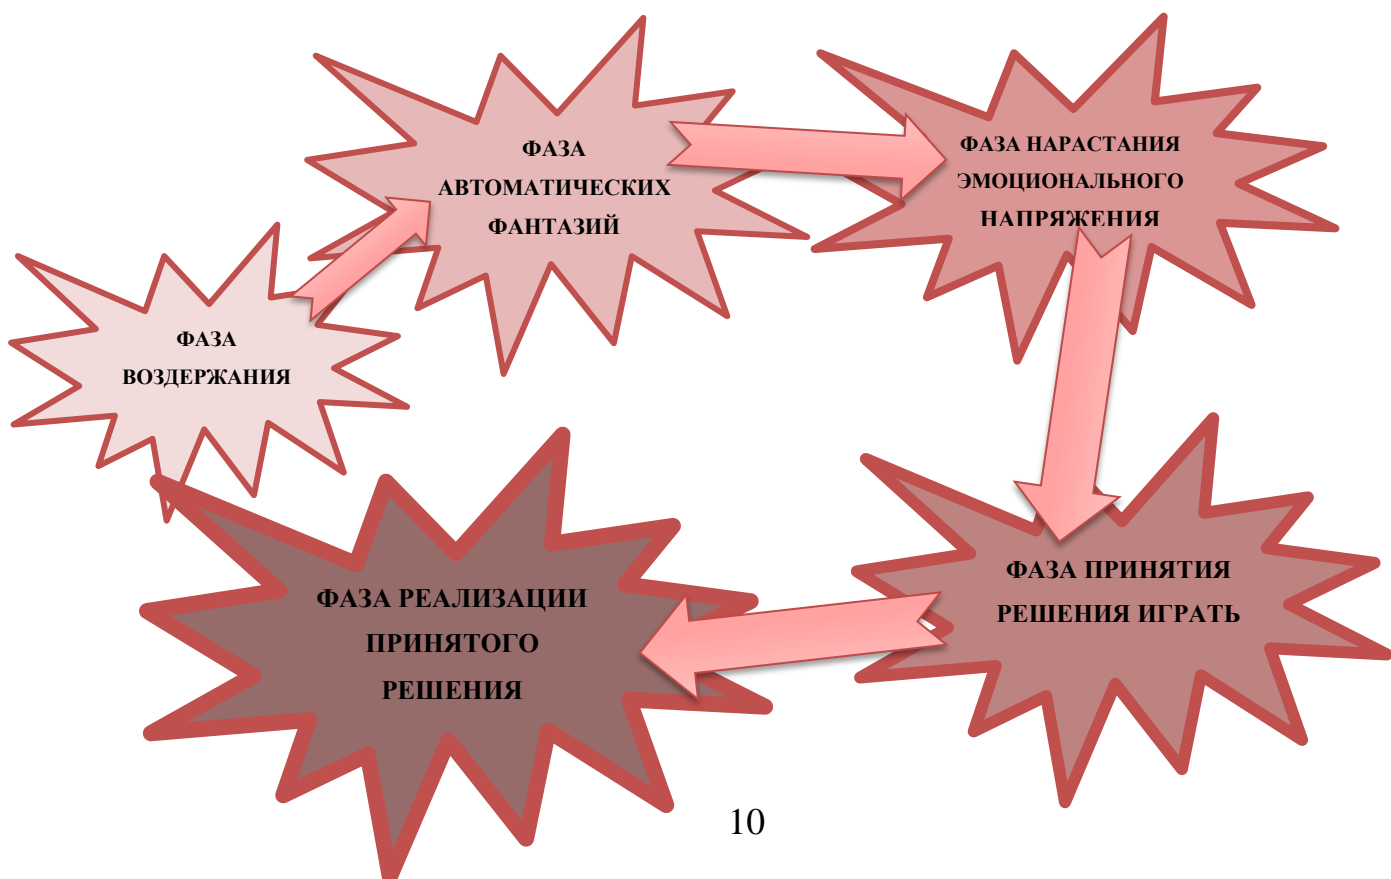 ФАЗА
ВОЗДЕРЖАНИЯ
ФАЗА
АВТОМАТИЧЕСКИХ
ФАНТАЗИЙ
ФАЗА НАРАСТАНИЯ
ЭМОЦИОНАЛЬНОГО
НАПРЯЖЕНИЯ
ФАЗА ПРИНЯТИЯ
РЕШЕНИЯ ИГРАТЬ
ФАЗА РЕАЛИЗАЦИИ
ПРИНЯТОГО
РЕШЕНИЯ
10